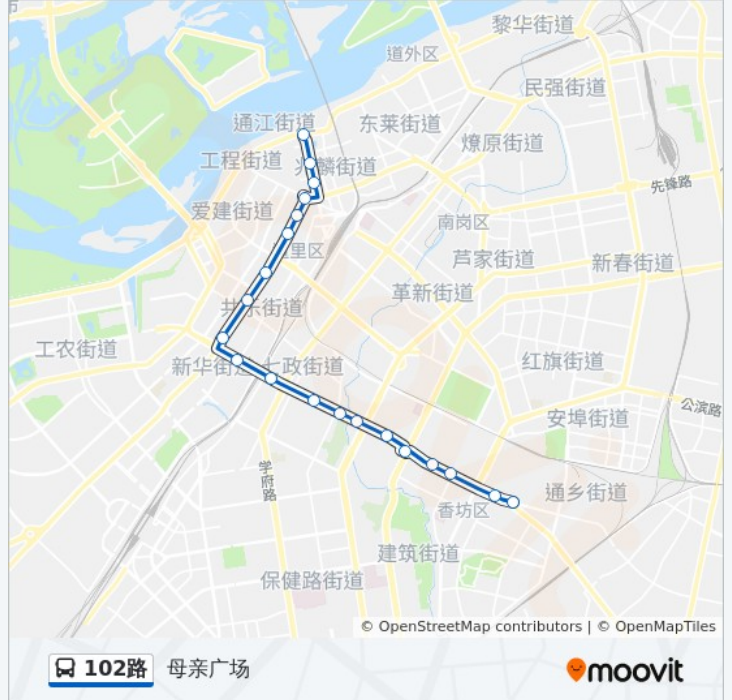 黎华街道
道外区
民强街道
通江街道
东莱街道
燎原街道
工程街道
兆麟街道
先锋路
爱建街道
南岗区
里区
芦家街道
新春街道
革新街道
共乐街道
工农街道
新华街道
七政街道
红旗街道
公滨路
安埠街道
学府路
通乡街道
香坊区
建筑街道
保健路街道
© OpenStreetMap contributors | © OpenMapTiles
102路
母亲广场
moovit